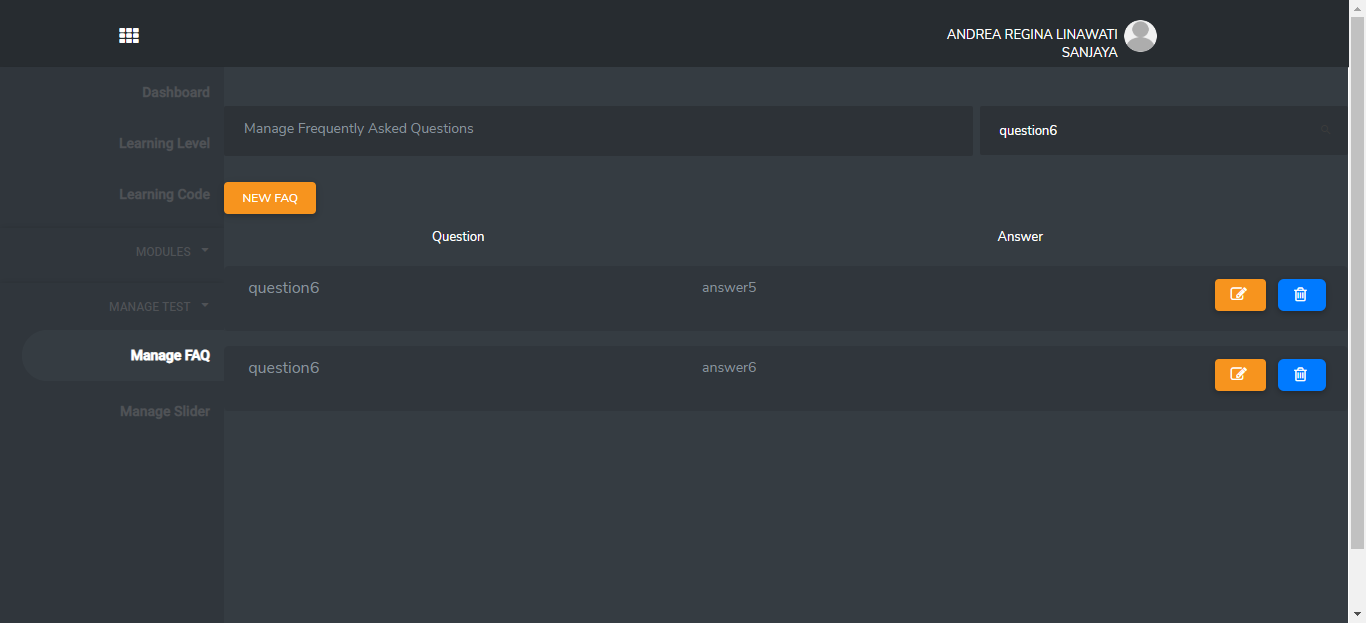 ANDREA REGINA LINAWATI
SANJAYA
Dashboard
Learning Level
Learning Code
MODULES
MANAGE TEST
Manage FAQ
Manage Slider
Manage Frequently Asked Questions
question6
NEW FAQ
Question Answer
question6 answer5
question6 answer6